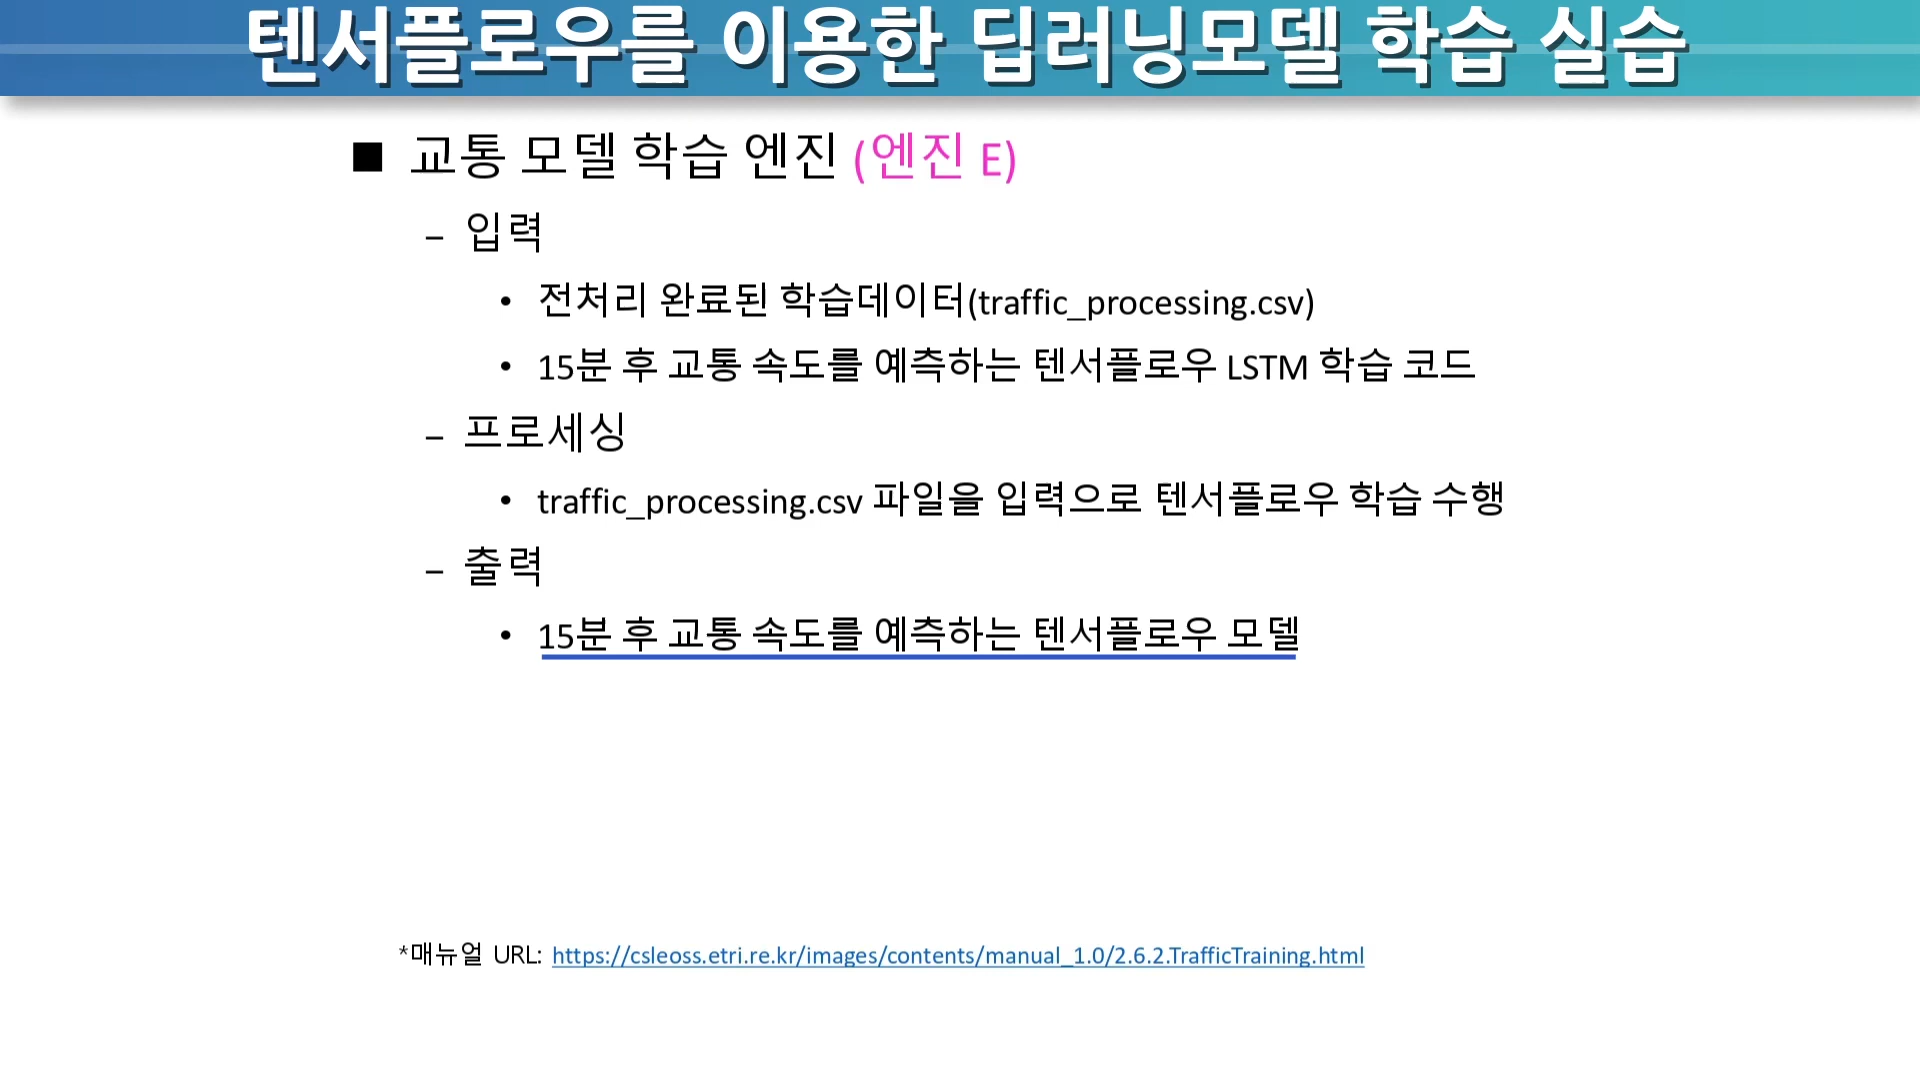 텐서플로우를 이용한 딥러닝모델 학습 실습
■ 교통 모델 학습 엔진 (엔진 E)
– 입력
• 전처리 완료된 학습데이터(traffic_processing.csv)
• 15분 후 교통 속도를 예측하는 텐서플로우 LSTM 학습 코드
– 프로세싱
• traffic_processing.csv 파일을 입력으로 텐서플로우 학습 수행
– 출력
• 15분 후 교통 속도를 예측하는 텐서플로우 모델
*매뉴얼 URL: https://csleoss.etri.re.kr/images/contents/manual_1.0/2.6.2.TrafficTraining.html